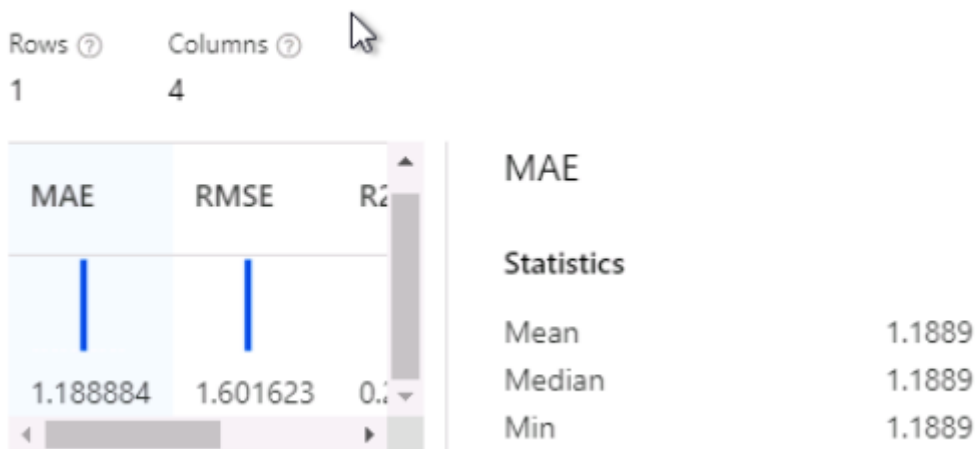 Rows Columns
1 4
MAE RMSE
1.188884 1.601623
MAE
Statistics
Mean 1.1889
Median 1.1889
Min 1.1889